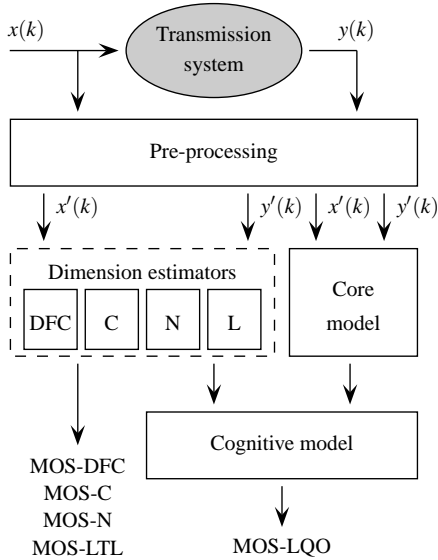 x(k)
Transmission
system
y(k)
Pre-processing
x′(k)
y′(k)
x′(k)
y′(k)
Dimension estimators
DFC
C
N
L
Core
model
Cognitive model
MOS-DFC
MOS-C
MOS-N
MOS-LTL
MOS-LQO